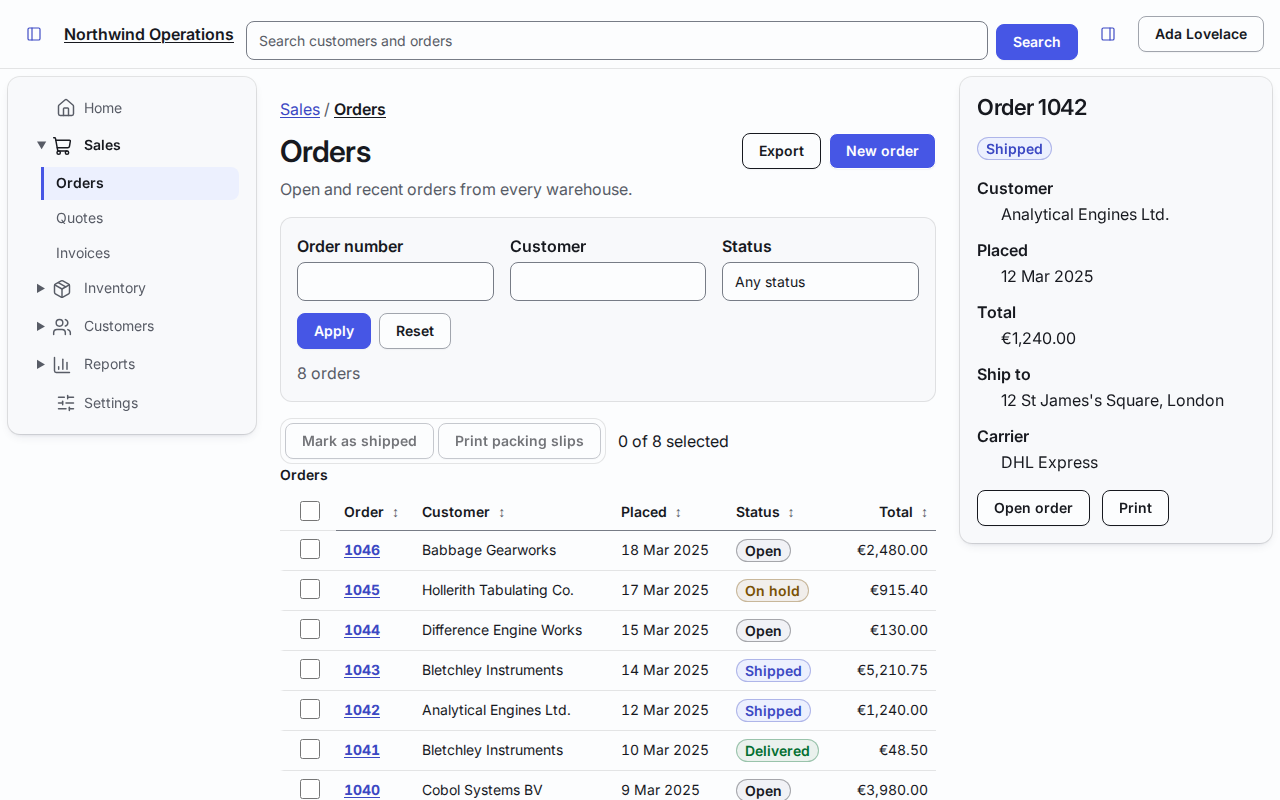 Northwind Operations
Search customers and orders
Search
Ada Lovelace
Home
Sales
Orders
Quotes
Invoices
Inventory
Customers
Reports
Settings
Sales / Orders
Orders
Export
New order
Open and recent orders from every warehouse.
Order number
Customer
Status
Any status
Apply
Reset
8 orders
Mark as shipped
Print packing slips
0 of 8 selected
Orders
Order ↕ Customer ↕ Placed ↕ Status ↕ Total ↕
1046 Babbage Gearworks 18 Mar 2025 Open €2,480.00
1045 Hollerith Tabulating Co. 17 Mar 2025 On hold €915.40
1044 Difference Engine Works 15 Mar 2025 Open €130.00
1043 Bletchley Instruments 14 Mar 2025 Shipped €5,210.75
1042 Analytical Engines Ltd. 12 Mar 2025 Shipped €1,240.00
1041 Bletchley Instruments 10 Mar 2025 Delivered €48.50
1040 Cobol Systems BV 9 Mar 2025 Open €3,980.00
Order 1042
Shipped
Customer
Analytical Engines Ltd.
Placed
12 Mar 2025
Total
€1,240.00
Ship to
12 St James's Square, London
Carrier
DHL Express
Open order
Print